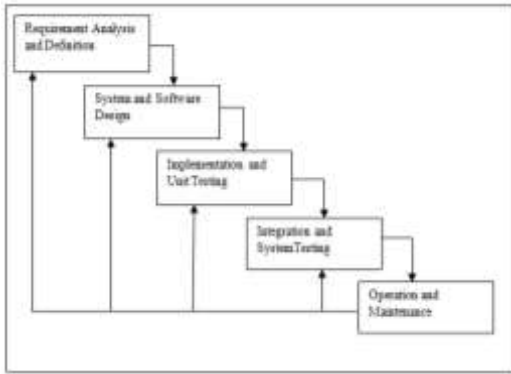 Requirement Analysis
and Definition
System and Software
Design
Implementation and
Unit Testing
Integration and
System Testing
Operation and
Maintenance